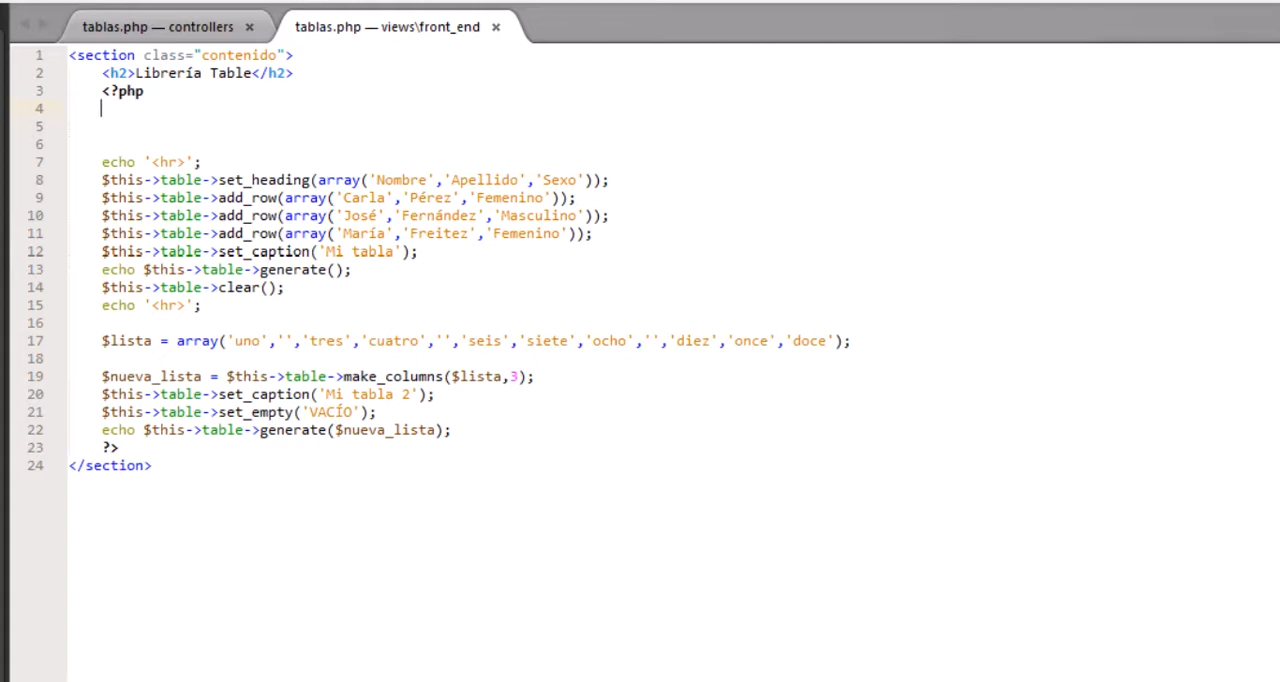 tablas.php — controllers × tablas.php — views\front_end ×
1 <section class="contenido">
2 <h2>Librería Table</h2>
3 <?php
4
5
6
7 echo '<hr>';
8 $this->table->set_heading(array('Nombre','Apellido','Sexo'));
9 $this->table->add_row(array('Carla','Pérez','Femenino'));
10 $this->table->add_row(array('José','Fernández','Masculino'));
11 $this->table->add_row(array('María','Freitez','Femenino'));
12 $this->table->set_caption('Mi tabla');
13 echo $this->table->generate();
14 $this->table->clear();
15 echo '<hr>';
16
17 $lista = array('uno','','tres','cuatro','','seis','siete','ocho','','diez','once','doce');
18
19 $nueva_lista = $this->table->make_columns($lista,3);
20 $this->table->set_caption('Mi tabla 2');
21 $this->table->set_empty('VACÍO');
22 echo $this->table->generate($nueva_lista);
23 ?>
24 </section>